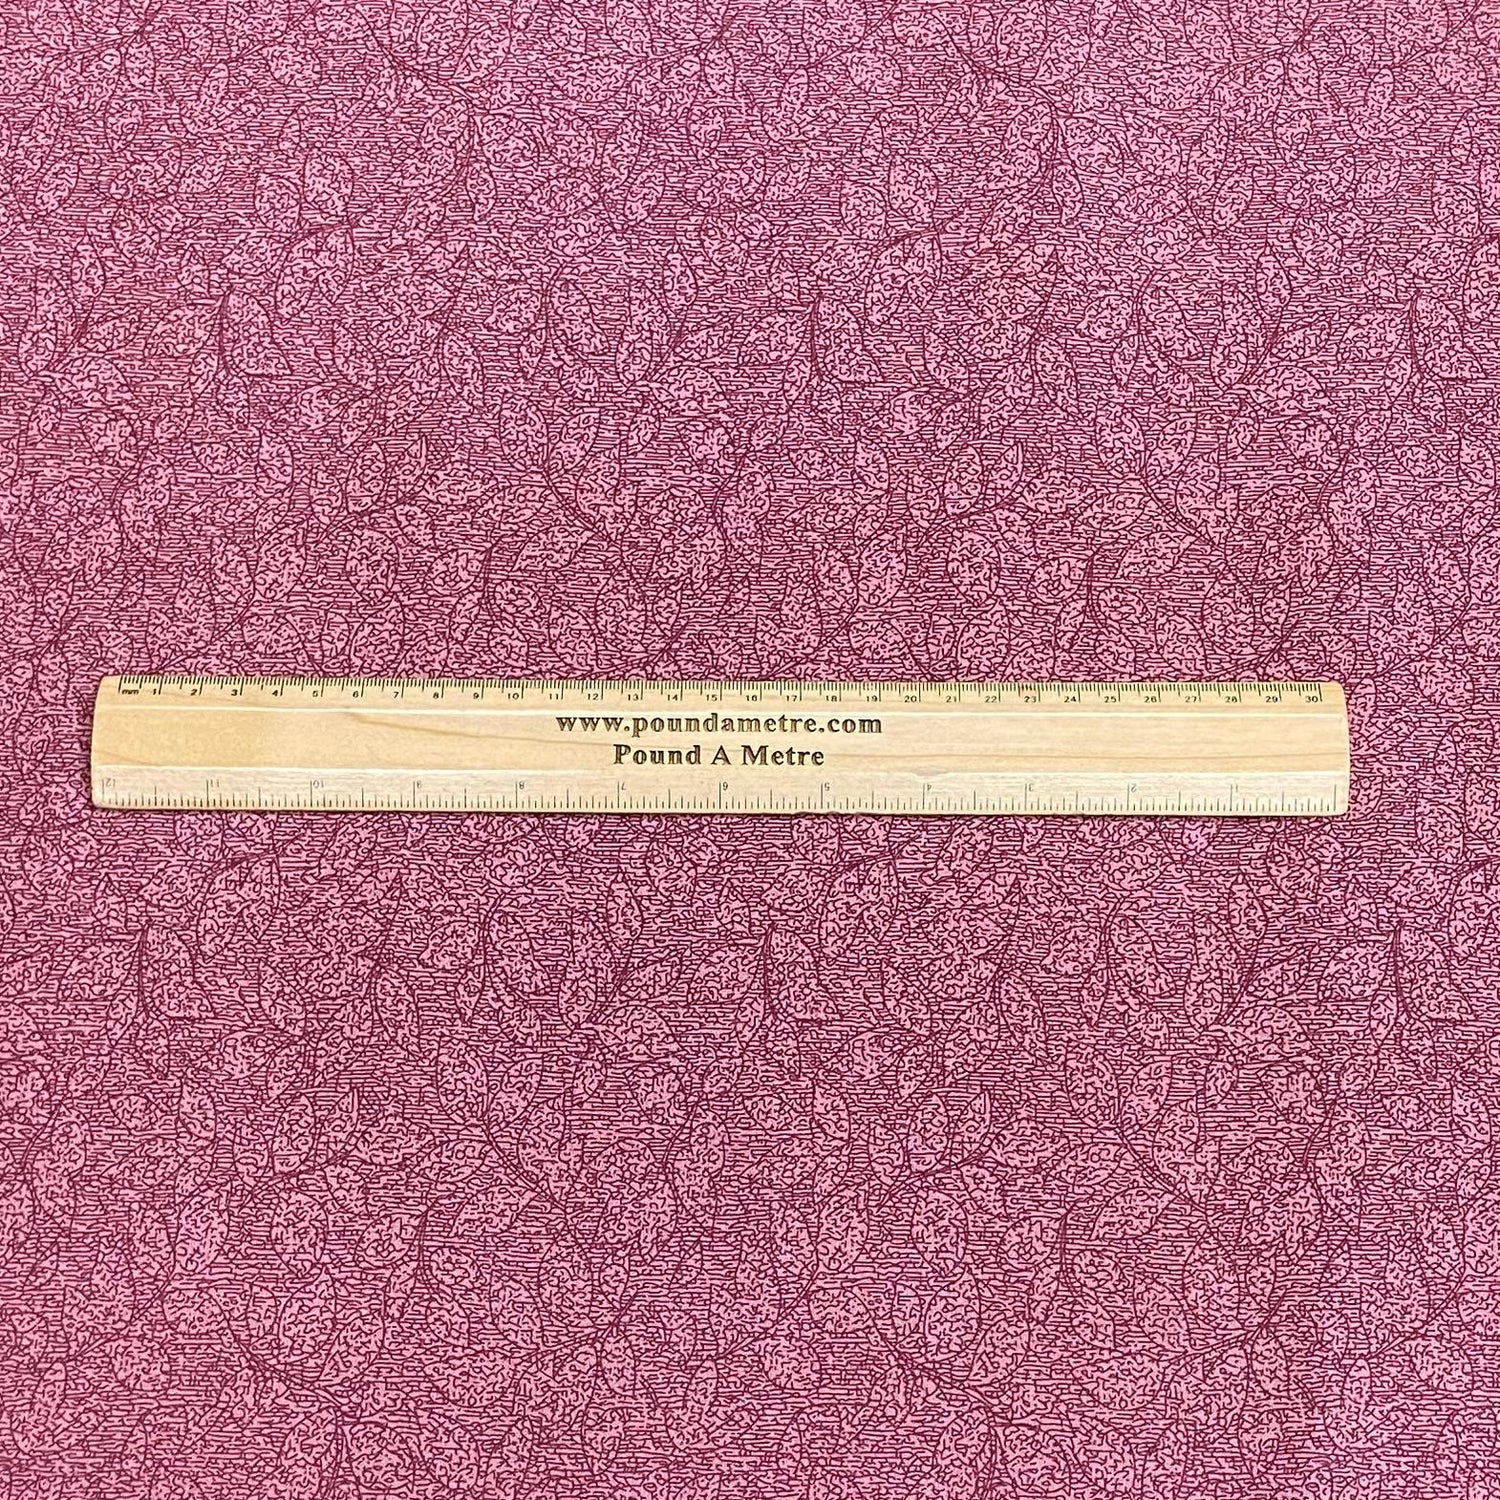 mm 1 2 3 4 5 6 7 8 9 10 11 12 13 14 15 16 17 18 19 20 21 22 23 24 25 26 27 28 29 30
www.poundametre.com
Pound A Metre
12 11 10 9 8 7 6 5 4 3 2 1